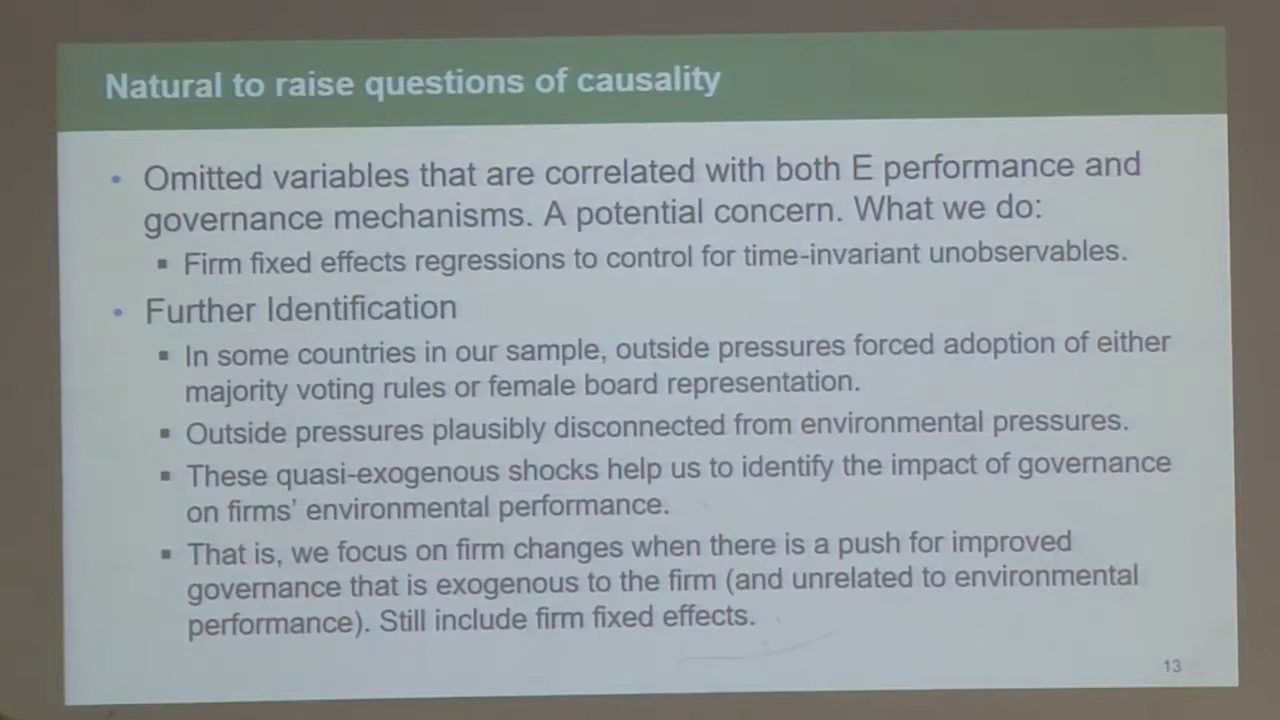 Natural to raise questions of causality
• Omitted variables that are correlated with both E performance and
governance mechanisms. A potential concern. What we do:
▪ Firm fixed effects regressions to control for time-invariant unobservables.
• Further Identification
▪ In some countries in our sample, outside pressures forced adoption of either
majority voting rules or female board representation.
▪ Outside pressures plausibly disconnected from environmental pressures.
▪ These quasi-exogenous shocks help us to identify the impact of governance
on firms' environmental performance.
▪ That is, we focus on firm changes when there is a push for improved
governance that is exogenous to the firm (and unrelated to environmental
performance). Still include firm fixed effects.
13